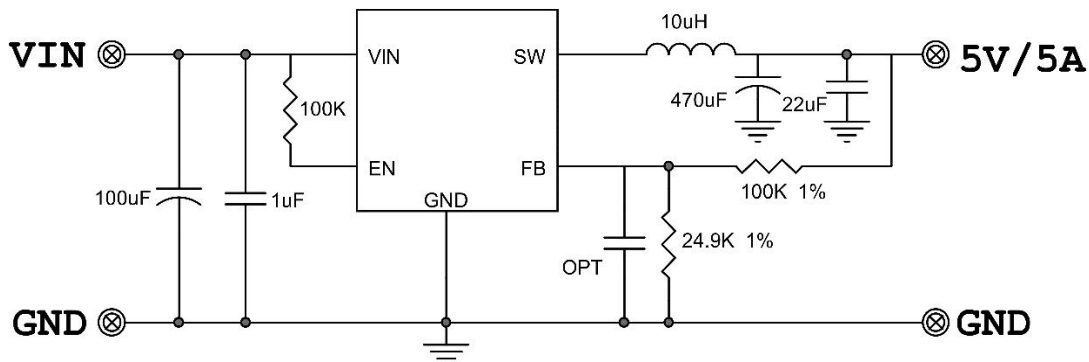 10uH
VIN
VIN
SW
5V/5A
470uF
22uF
100K
EN
FB
100uF
1uF
GND
100K 1%
24.9K 1%
OPT
GND
GND